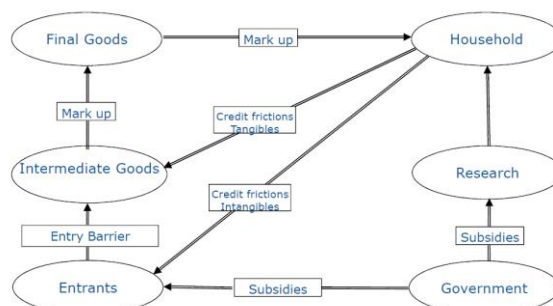 Final Goods
Mark up
Household
Mark up
Credit frictions
Tangibles
Intermediate Goods
Research
Credit frictions
Intangibles
Entry Barrier
Subsidies
Entrants
Subsidies
Government